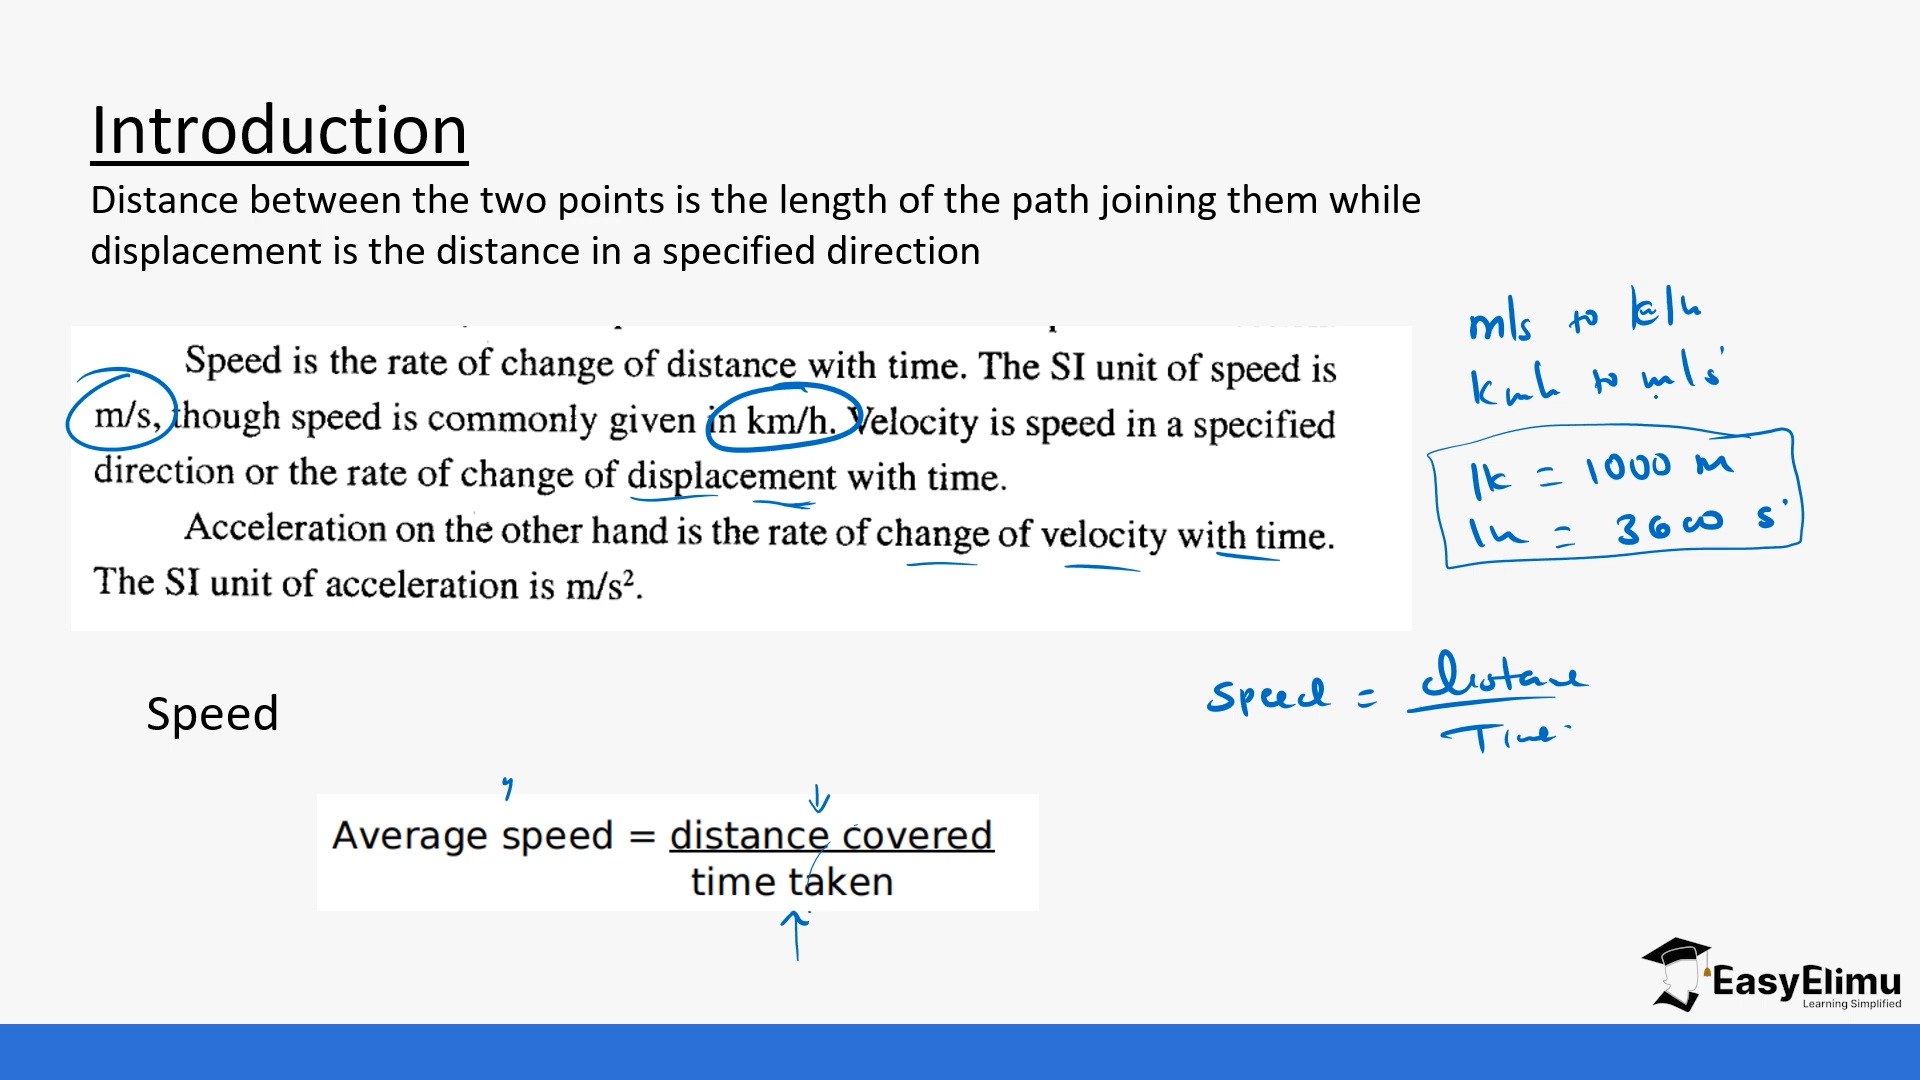 Introduction
Distance between the two points is the length of the path joining them while
displacement is the distance in a specified direction
Speed is the rate of change of distance with time. The SI unit of speed is
m/s, though speed is commonly given in km/h. Velocity is speed in a specified
direction or the rate of change of displacement with time.
Acceleration on the other hand is the rate of change of velocity with time.
The SI unit of acceleration is m/s².
m/s to k/h
kmh to m/s
1k = 1000 m
1h = 3600 s
Speed
Speed = distance
Time
Average speed = distance covered
time taken
EasyElimu
Learning Simplified